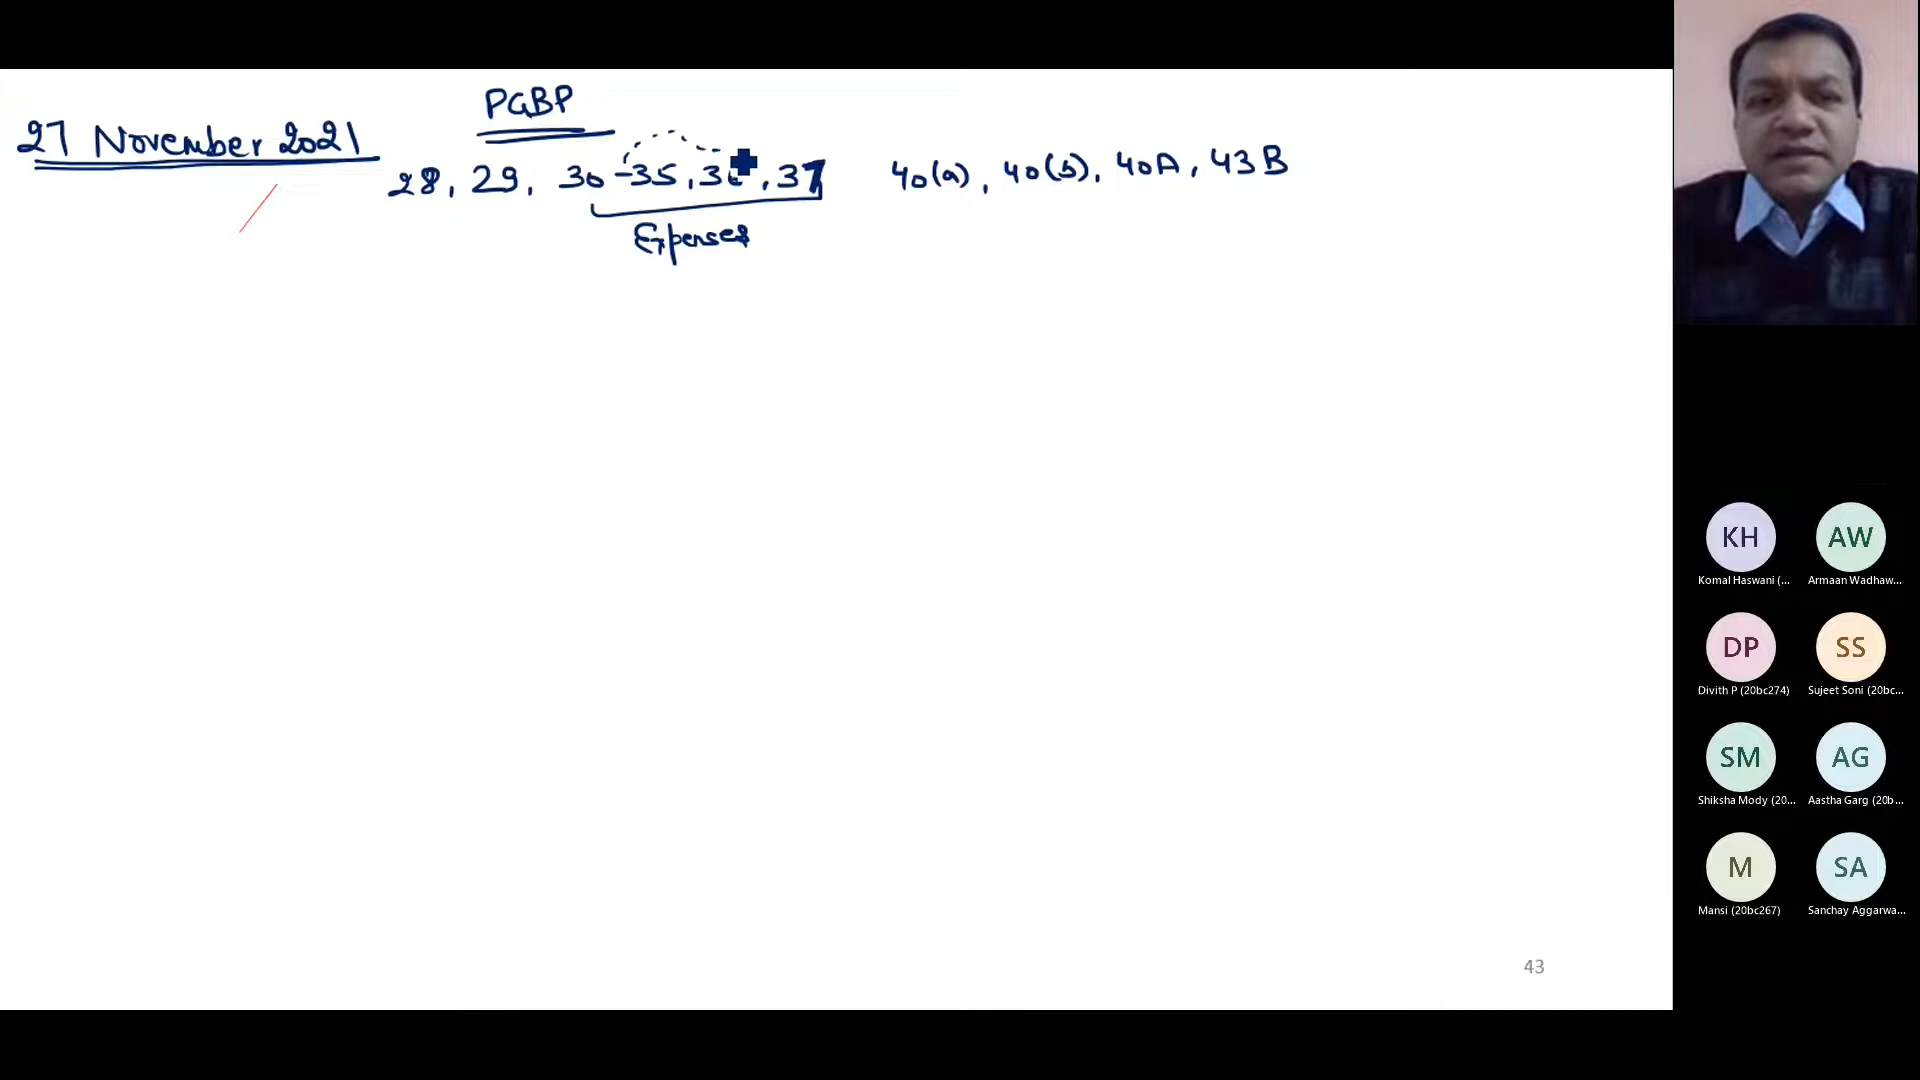 PGBP
27 November 2021
28, 29, 30-35, 36, 37 40(a), 40(b), 40A, 43B
Expenses
KH AW
Komal Haswani (... Armaan Wadhaw...
DP SS
Divith P (20bc274) Sujeet Soni (20bc...
SM AG
Shiksha Mody (20... Aastha Garg (20b...
M SA
Mansi (20bc267) Sanchay Aggarwa...
43